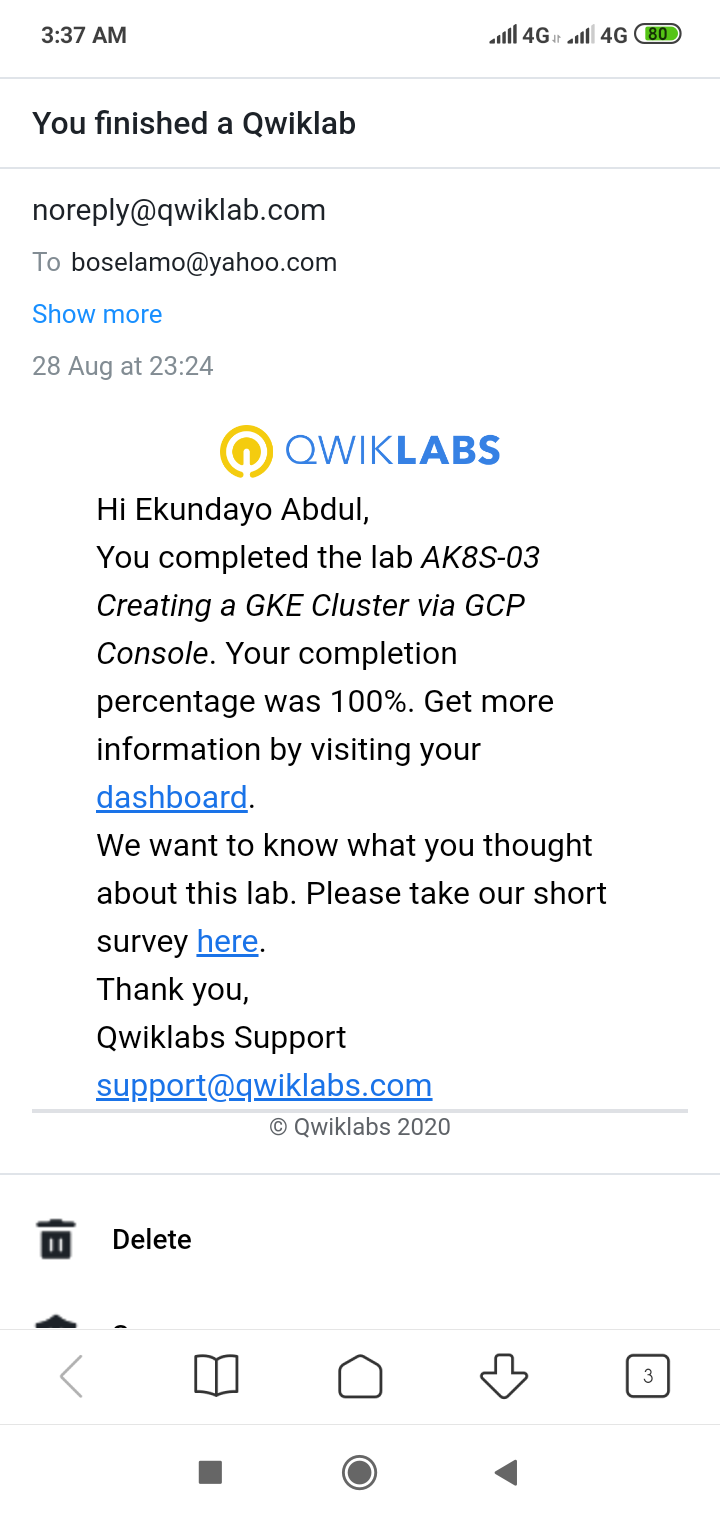 3:37 AM 4G 4G 80
You finished a Qwiklab
noreply@qwiklab.com
To boselamo@yahoo.com
Show more
28 Aug at 23:24
QWIKLABS
Hi Ekundayo Abdul,
You completed the lab AK8S-03
Creating a GKE Cluster via GCP
Console. Your completion
percentage was 100%. Get more
information by visiting your
dashboard.
We want to know what you thought
about this lab. Please take our short
survey here.
Thank you,
Qwiklabs Support
support@qwiklabs.com
© Qwiklabs 2020
Delete
3